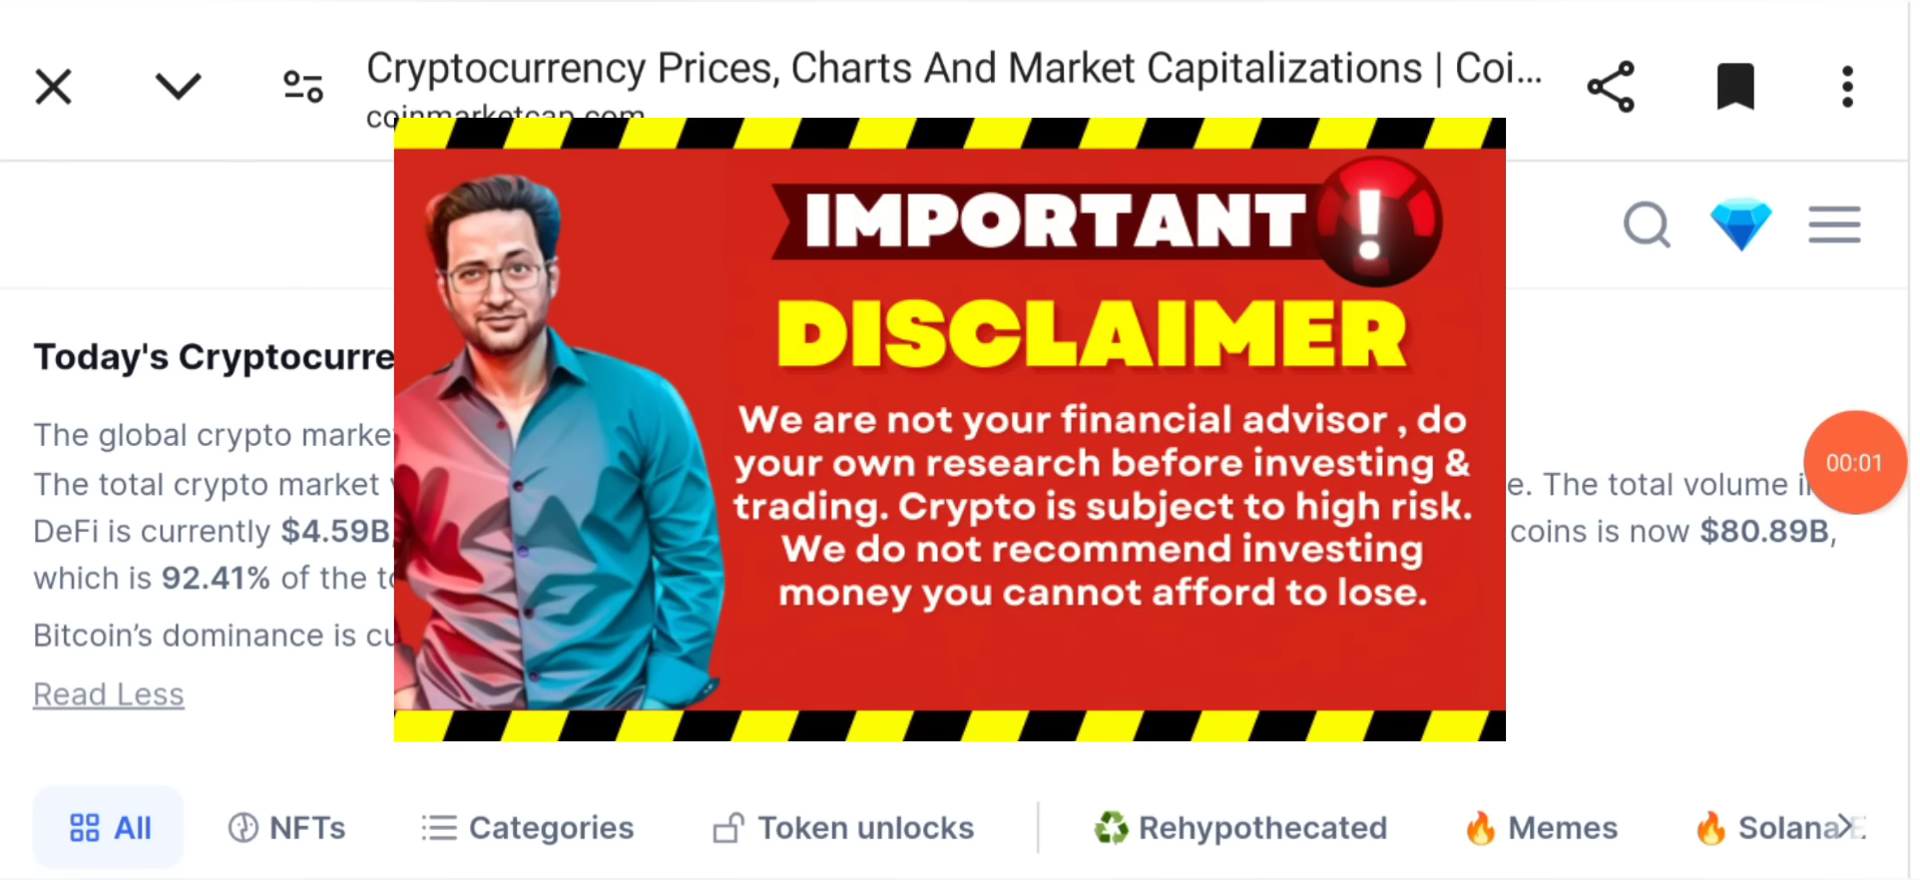 Cryptocurrency Prices, Charts And Market Capitalizations | Coi...
coinmarketcap.com
IMPORTANT !
DISCLAIMER
We are not your financial advisor , do
your own research before investing &
trading. Crypto is subject to high risk.
We do not recommend investing
money you cannot afford to lose.
Today's Cryptocurre
The global crypto marke
The total crypto market
e. The total volume i
00:01
DeFi is currently $4.59B,
coins is now $80.89B,
which is 92.41% of the to
Bitcoin's dominance is cu
Read Less
All NFTs Categories Token unlocks Rehypothecated Memes Solana E